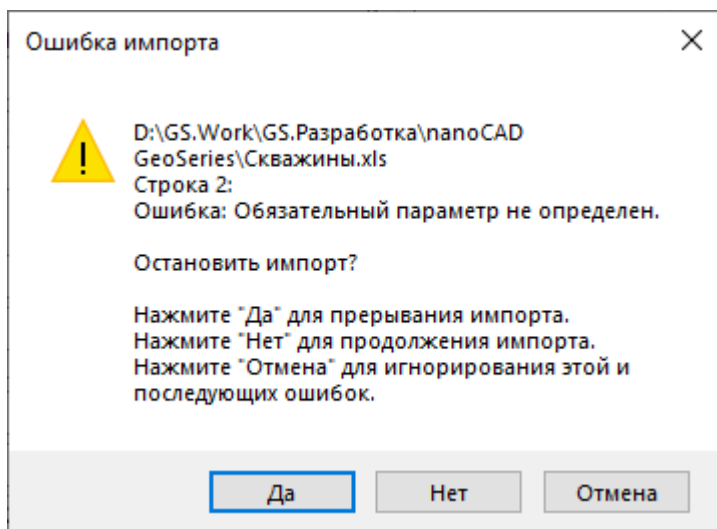 Ошибка импорта
D:\GS.Work\GS.Разработка\nanoCAD
GeoSeries\Скважины.xls
Строка 2:
Ошибка: Обязательный параметр не определен.
Остановить импорт?
Нажмите "Да" для прерывания импорта.
Нажмите "Нет" для продолжения импорта.
Нажмите "Отмена" для игнорирования этой и
последующих ошибок.
Да
Нет
Отмена